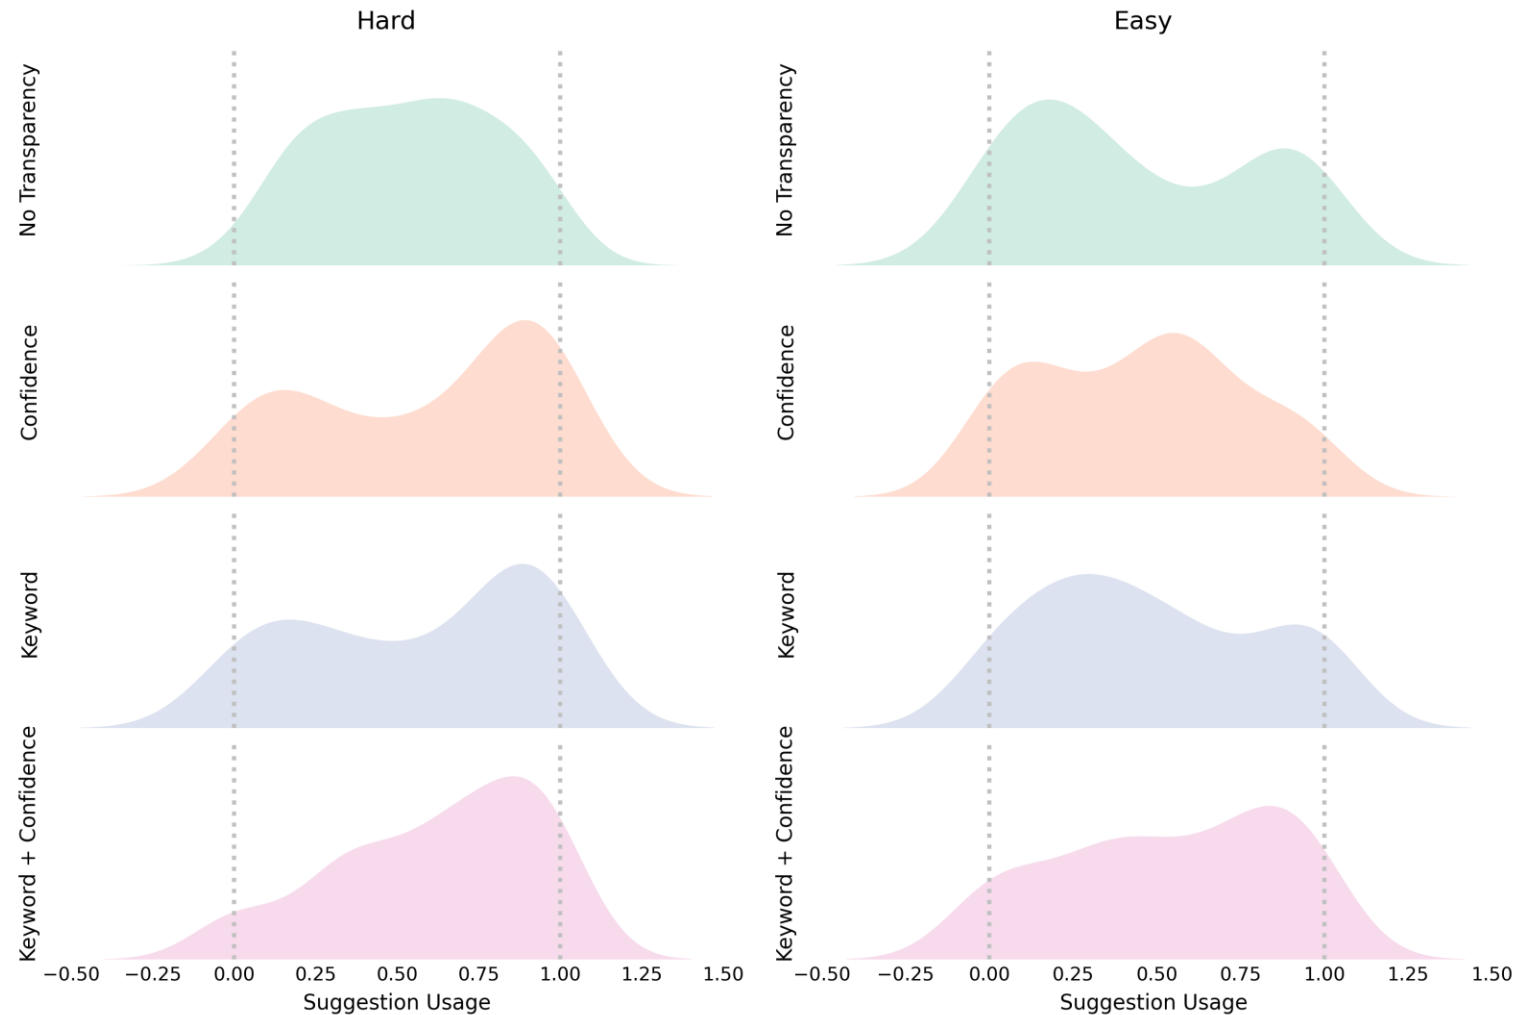 Hard
Easy
No Transparency
No Transparency
Confidence
Confidence
Keyword
Keyword
Keyword + Confidence
Keyword + Confidence
−0.50 −0.25 0.00 0.25 0.50 0.75 1.00 1.25 1.50
−0.50 −0.25 0.00 0.25 0.50 0.75 1.00 1.25 1.50
Suggestion Usage
Suggestion Usage